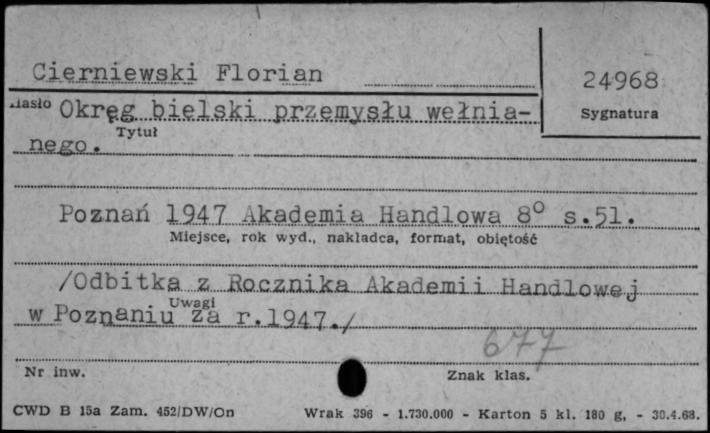 Cierniewski Florian
24968
Hasło Okręg bielski przemysłu wełnia-
Sygnatura
Tytuł
nego.
Poznań 1947 Akademia Handlowa 8° s.51.
Miejsce, rok wyd., nakładca, format, objętość
/Odbitka z Rocznika Akademii Handlowej
Uwagi
w Poznaniu za r.1947./
677
Nr inw.
Znak klas.
CWD B 15a Zam. 452/DW/On Wrak 396 - 1.730.000 - Karton 5 kl. 180 g, - 30.4.68.